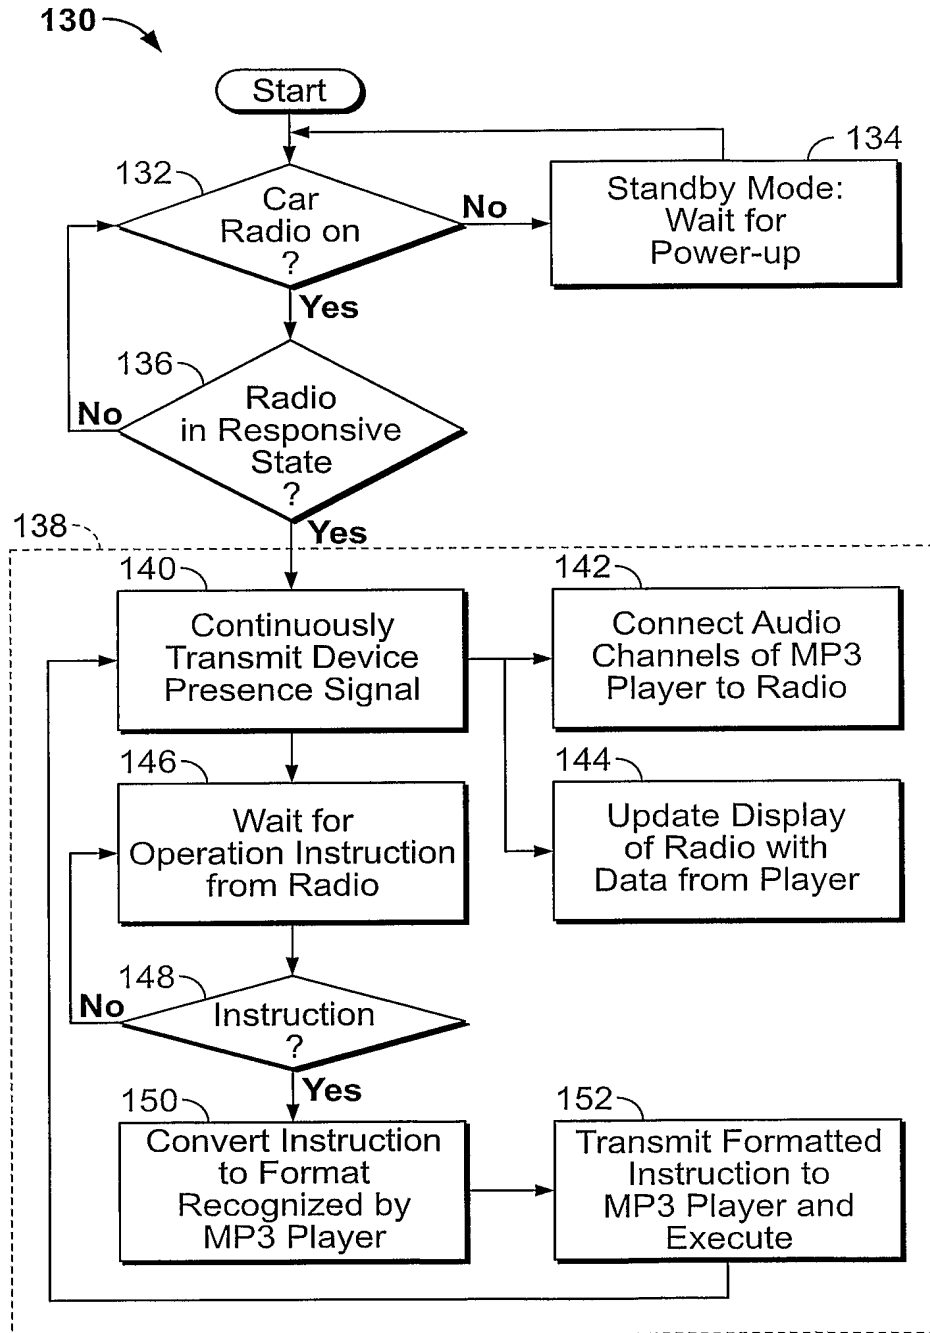 130
Start
134
132
Car
Radio on
?
No
Standby Mode:
Wait for
Power-up
Yes
136
Radio
in Responsive
State
?
No
Yes
138
140
Continuously
Transmit Device
Presence Signal
142
Connect Audio
Channels of MP3
Player to Radio
146
Wait for
Operation Instruction
from Radio
144
Update Display
of Radio with
Data from Player
148
Instruction
?
No
Yes
150
Convert Instruction
to Format
Recognized by
MP3 Player
152
Transmit Formatted
Instruction to
MP3 Player and
Execute